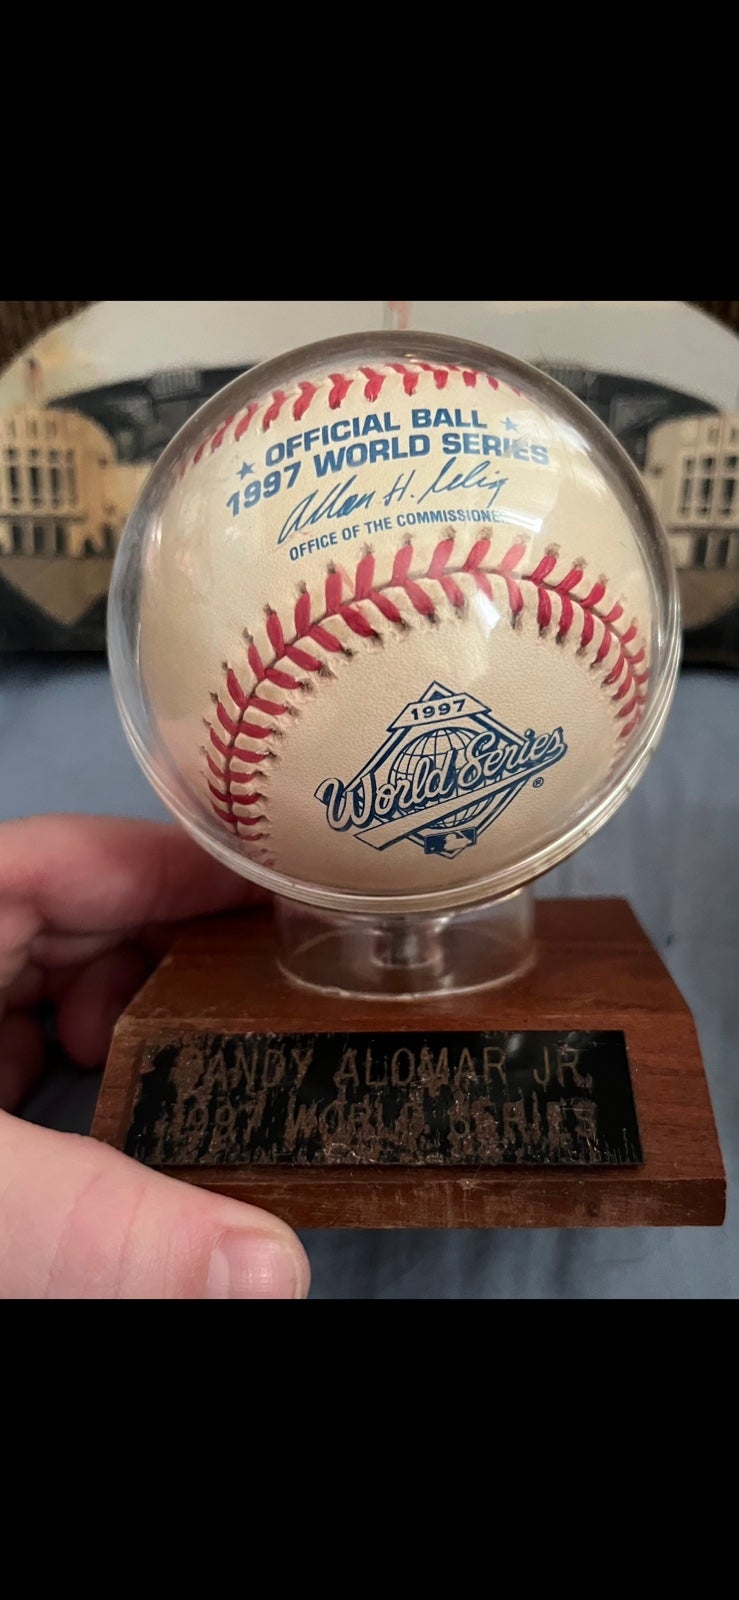 ★ OFFICIAL BALL ★
1997 WORLD SERIES
Allan H. Selig
OFFICE OF THE COMMISSIONER
1997
World Series
®
SANDY ALOMAR JR.
1997 WORLD SERIES